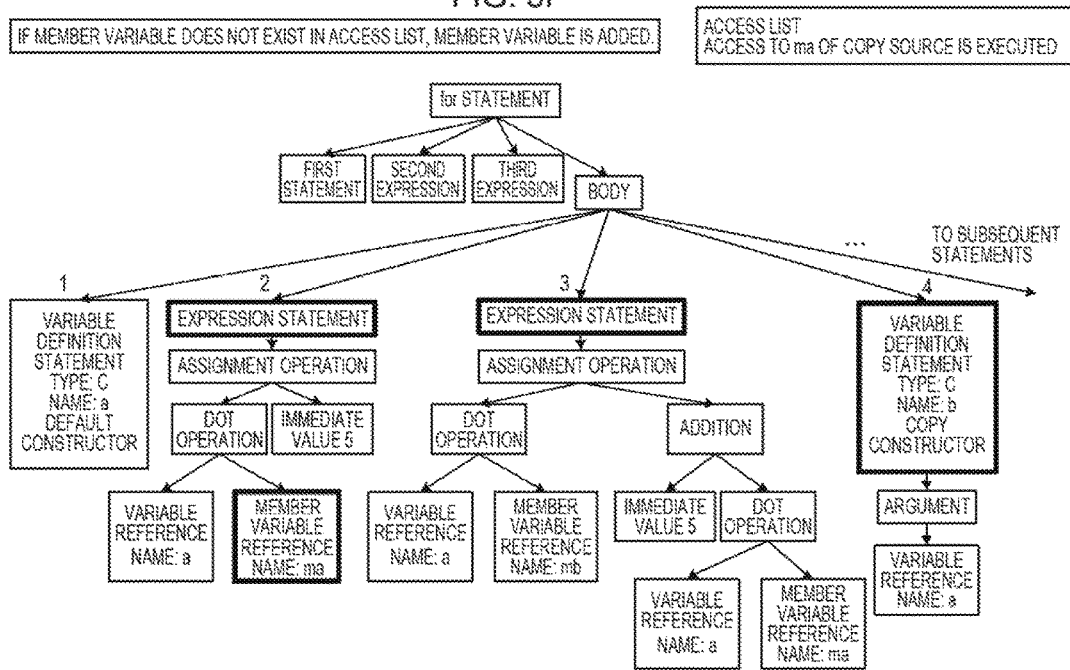 IF MEMBER VARIABLE DOES NOT EXIST IN ACCESS LIST, MEMBER VARIABLE IS ADDED.
ACCESS LIST
ACCESS TO ma OF COPY SOURCE IS EXECUTED
for STATEMENT
FIRST
STATEMENT
SECOND
EXPRESSION
THIRD
EXPRESSION
BODY
...
TO SUBSEQUENT
STATEMENTS
1
VARIABLE
DEFINITION
STATEMENT
TYPE: C
NAME: a
DEFAULT
CONSTRUCTOR
2
EXPRESSION STATEMENT
ASSIGNMENT OPERATION
DOT
OPERATION
IMMEDIATE
VALUE 5
VARIABLE
REFERENCE
NAME: a
MEMBER
VARIABLE
REFERENCE
NAME: ma
3
EXPRESSION STATEMENT
ASSIGNMENT OPERATION
DOT
OPERATION
ADDITION
VARIABLE
REFERENCE
NAME: a
MEMBER
VARIABLE
REFERENCE
NAME: mb
IMMEDIATE
VALUE 5
DOT
OPERATION
VARIABLE
REFERENCE
NAME: a
MEMBER
VARIABLE
REFERENCE
NAME: ma
4
VARIABLE
DEFINITION
STATEMENT
TYPE: C
NAME: b
COPY
CONSTRUCTOR
ARGUMENT
VARIABLE
REFERENCE
NAME: a